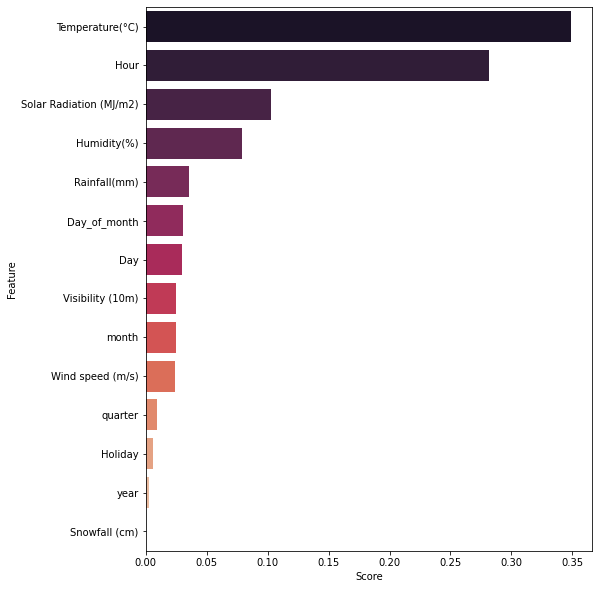 Temperature(°C)
Hour
Solar Radiation (MJ/m2)
Humidity(%)
Rainfall(mm)
Day_of_month
Day
Visibility (10m)
month
Wind speed (m/s)
quarter
Holiday
year
Snowfall (cm)
Feature
0.00 0.05 0.10 0.15 0.20 0.25 0.30 0.35
Score